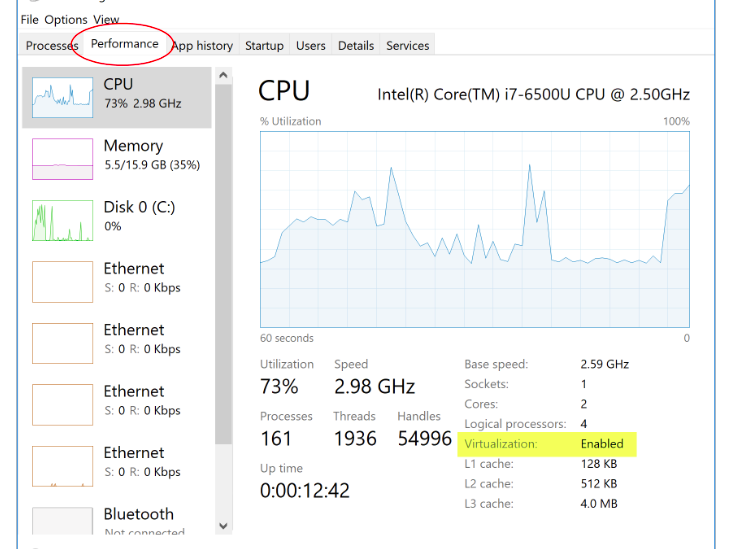 File Options View
Processes Performance App history Startup Users Details Services
CPU
73% 2.98 GHz
Memory
5.5/15.9 GB (35%)
Disk 0 (C:)
0%
Ethernet
S: 0 R: 0 Kbps
Ethernet
S: 0 R: 0 Kbps
Ethernet
S: 0 R: 0 Kbps
Ethernet
S: 0 R: 0 Kbps
Bluetooth
Not connected
CPU Intel(R) Core(TM) i7-6500U CPU @ 2.50GHz
% Utilization 100%
60 seconds 0
Utilization Speed
73% 2.98 GHz
Processes Threads Handles
161 1936 54996
Up time
0:00:12:42
Base speed: 2.59 GHz
Sockets: 1
Cores: 2
Logical processors: 4
Virtualization: Enabled
L1 cache: 128 KB
L2 cache: 512 KB
L3 cache: 4.0 MB